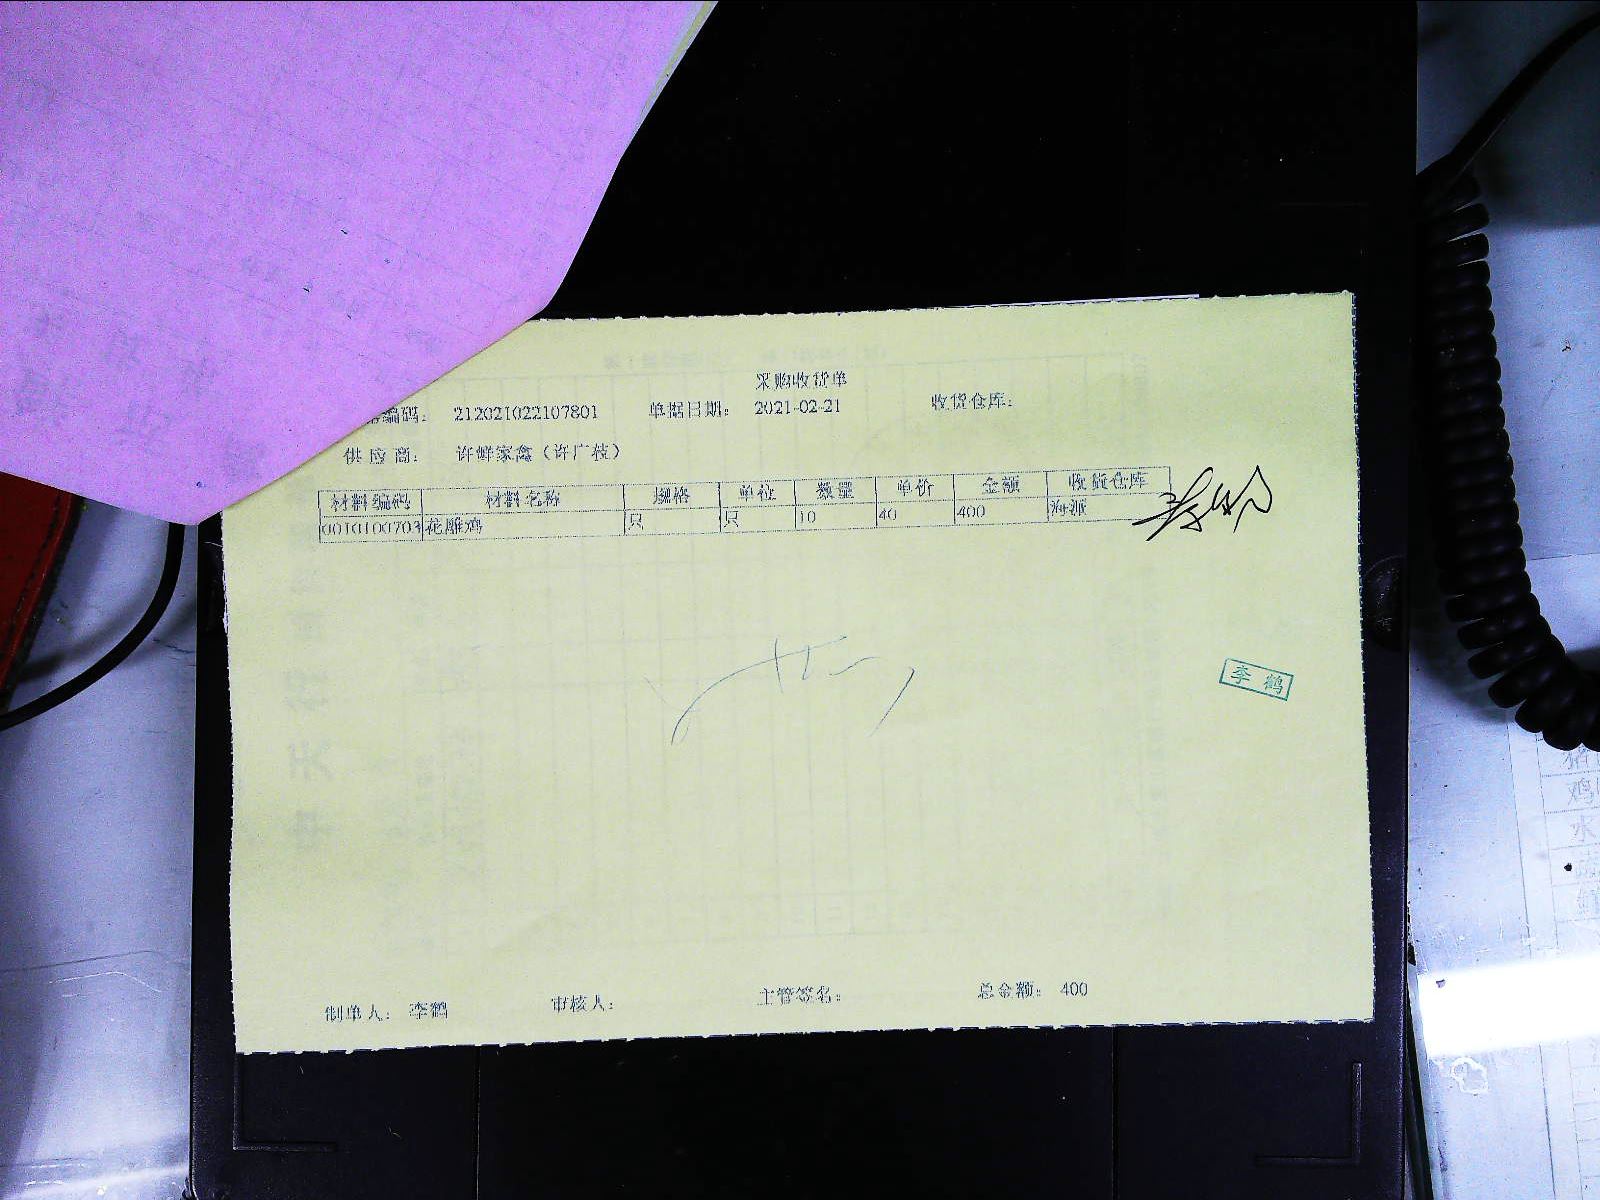 采购收货单
编码： 212021022107801 单据日期： 2021-02-21 收货仓库：
供应商： 许鲜家禽（许广枝）
材料编码 材料名称 规格 单位 数量 单价 金额 收货仓库
0010100703 花雕鸡 只 只 10 40 400 海派
李鹤
制单人： 李鹤 审核人： 主管签名： 总金额： 400